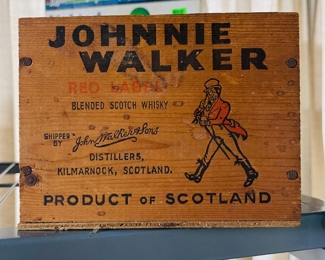 JOHNNIE
WALKER
RED LABEL
BLENDED SCOTCH WHISKY
SHIPPED
BY
John Walker & Sons
DISTILLERS,
KILMARNOCK, SCOTLAND.
PRODUCT OF SCOTLAND